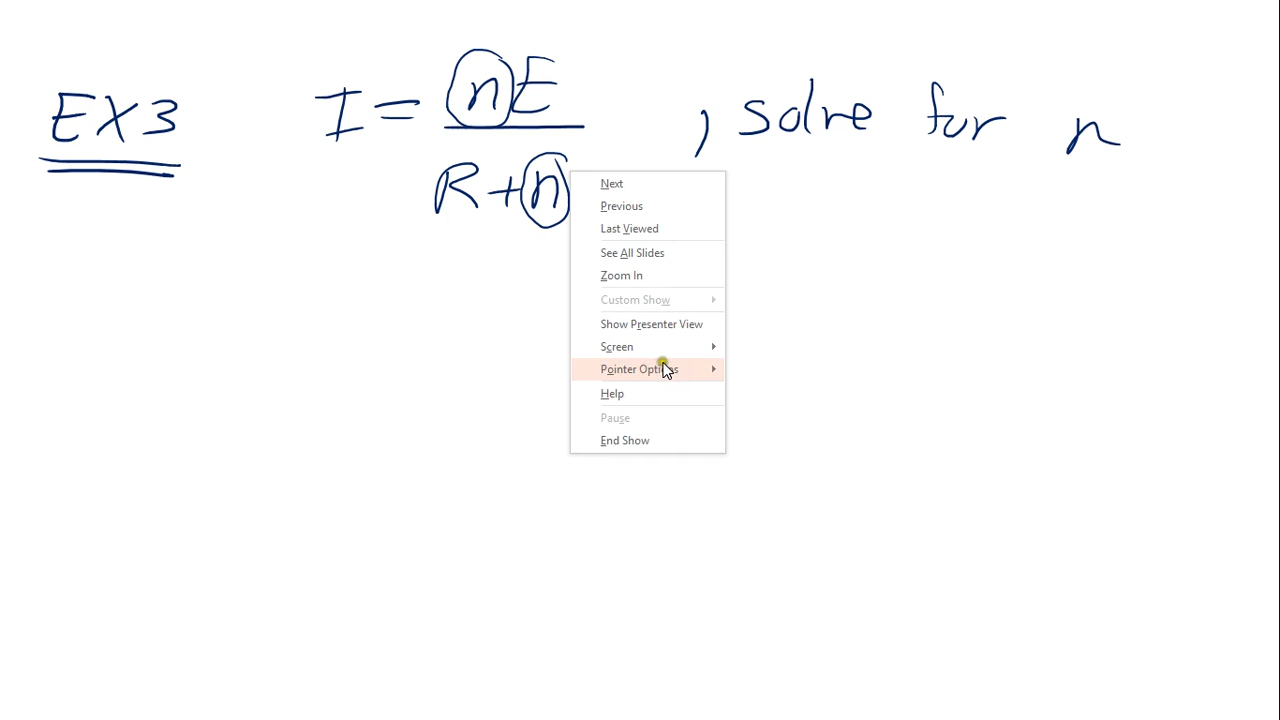 EX3 I = nE / R+n , solve for n
Next
Previous
Last Viewed
See All Slides
Zoom In
Custom Show
Show Presenter View
Screen
Pointer Options
Help
Pause
End Show